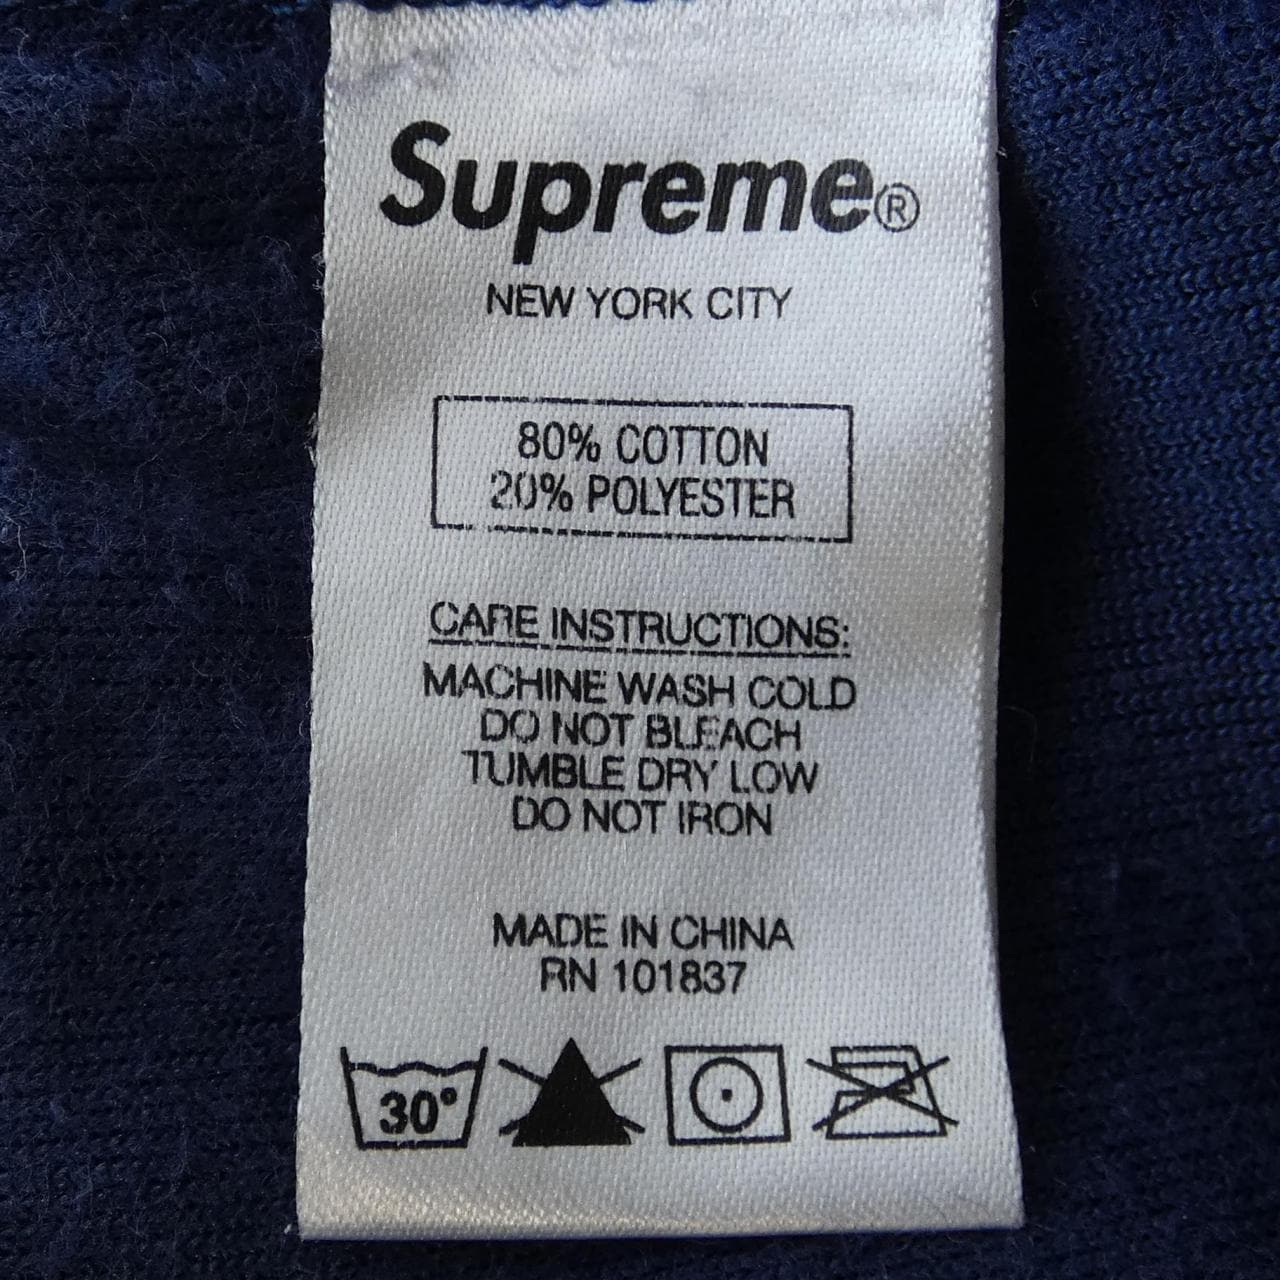 Supreme®
NEW YORK CITY
80% COTTON
20% POLYESTER
CARE INSTRUCTIONS:
MACHINE WASH COLD
DO NOT BLEACH
TUMBLE DRY LOW
DO NOT IRON
MADE IN CHINA
RN 101837
30°